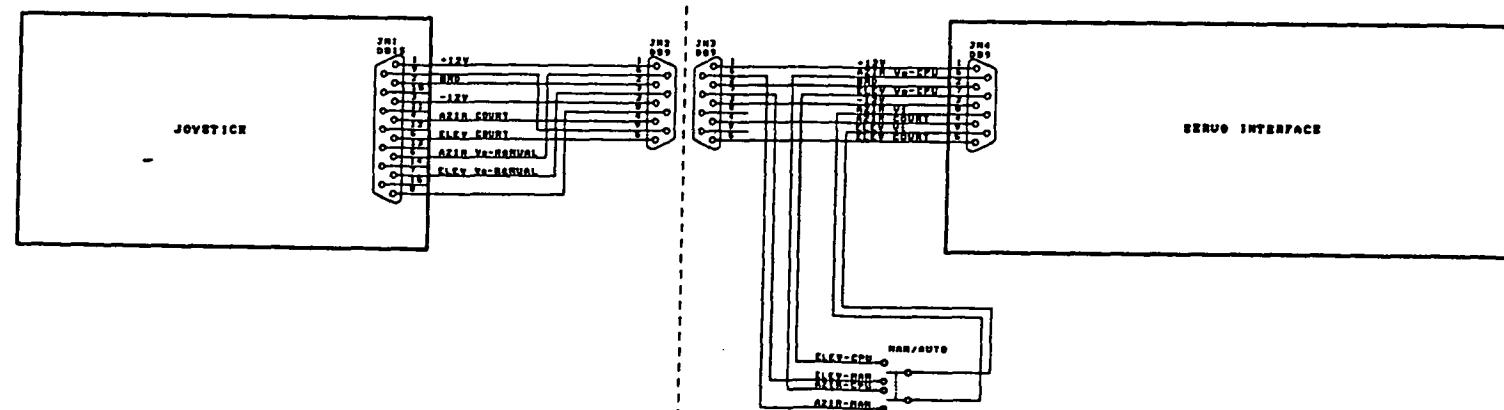 JOYSTICK
JM1
DB15
+12V
GND
-12V
AZIM COUNT
ELEV COUNT
AZIM Vo-MANUAL
ELEV Vo-MANUAL
JM2
DB9
JM3
DB9
+12V
AZIM Vo-CPU
GND
ELEV Vo-CPU
-12V
AZIM Vi
AZIM COUNT
ELEV Vi
ELEV COUNT
JM4
DB9
SERVO INTERFACE
MAN/AUTO
ELEV-CPU
ELEV-MAN
AZIM-CPU
AZIM-MAN